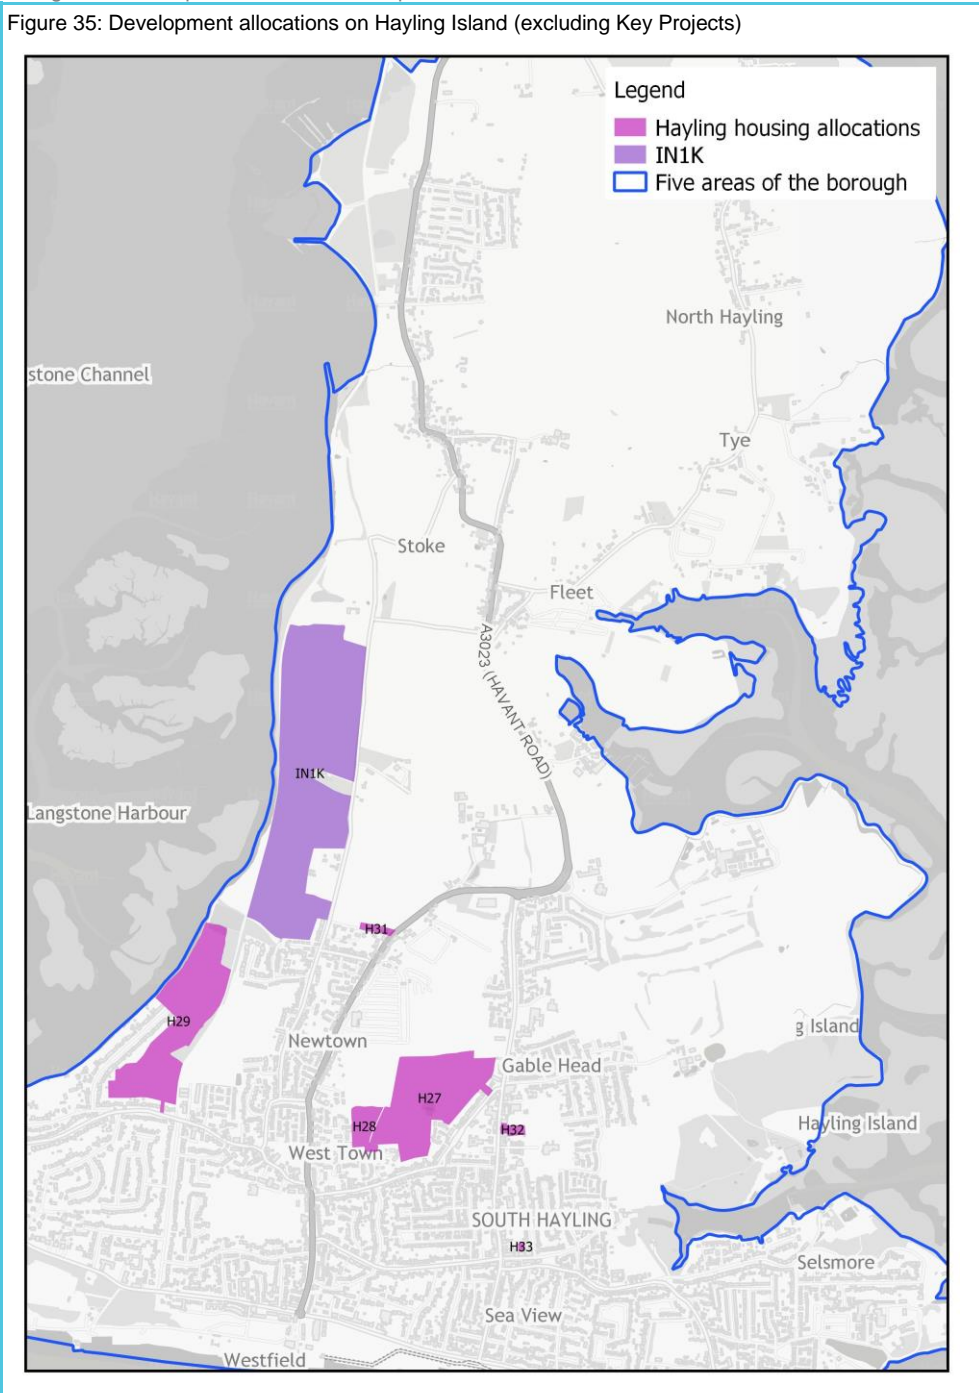 Figure 35: Development allocations on Hayling Island (excluding Key Projects)
Legend
Hayling housing allocations
IN1K
Five areas of the borough
North Hayling
stone Channel
Tye
Stoke
Fleet
A3023 (HAVANT ROAD)
IN1K
Langstone Harbour
H31
H29
g Island
Newtown
Gable Head
H27
H28
H32
Hayling Island
West Town
SOUTH HAYLING
H33
Selsmore
Sea View
Westfield